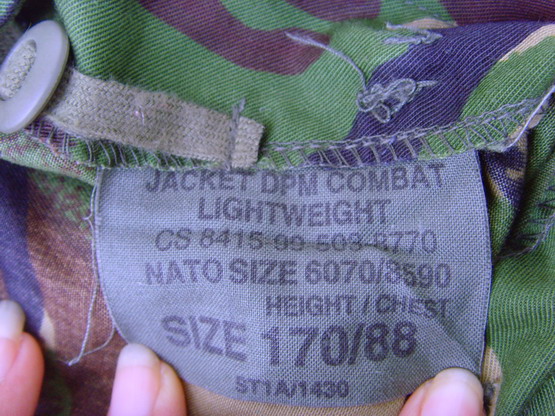 JACKET DPM COMBAT
LIGHTWEIGHT
CS 8415-99-503-8770
NATO SIZE 6070/8590
HEIGHT / CHEST
SIZE 170/88
ST1A/1430